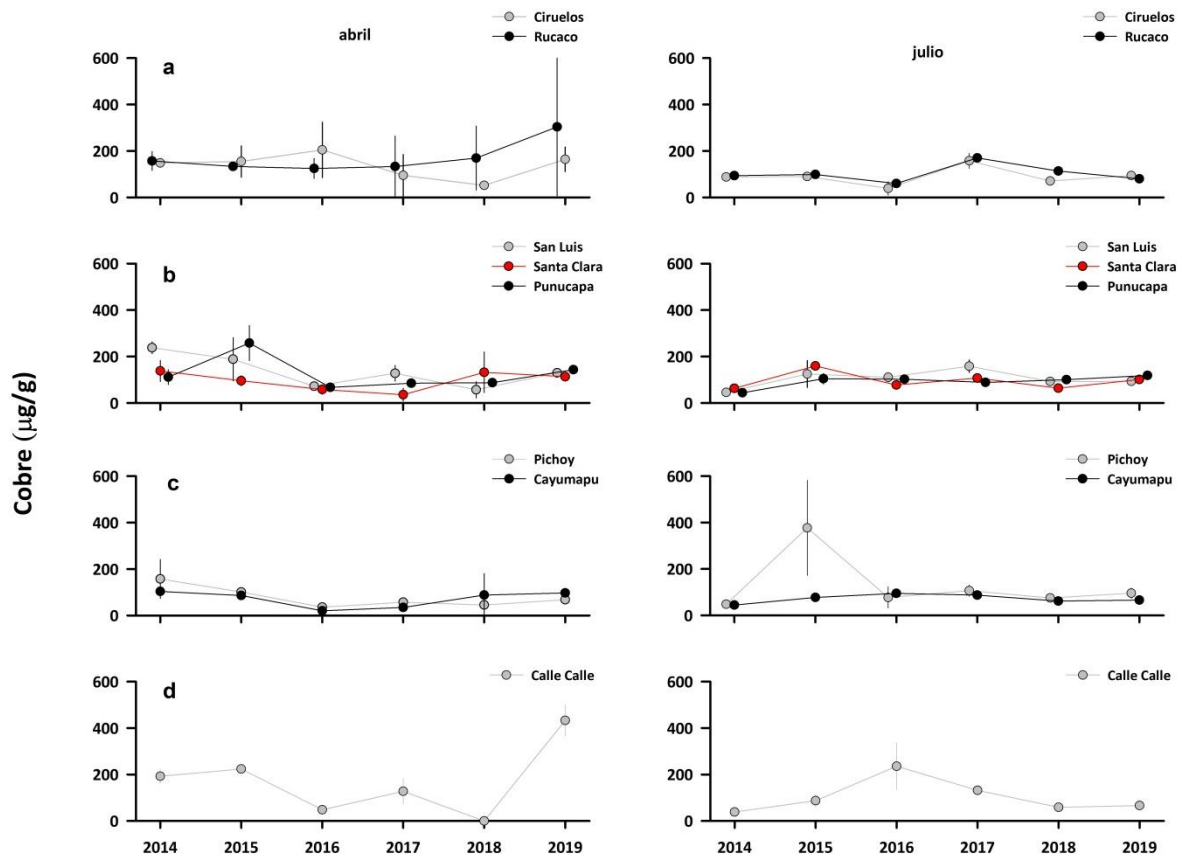 Cobre (µg/g)
abril
julio
Ciruelos
Rucaco
a
600
400
200
0
Ciruelos
Rucaco
600
400
200
0
San Luis
Santa Clara
Punucapa
b
600
400
200
0
San Luis
Santa Clara
Punucapa
600
400
200
0
Pichoy
Cayumapu
c
600
400
200
0
Pichoy
Cayumapu
600
400
200
0
Calle Calle
d
600
400
200
0
2014 2015 2016 2017 2018 2019
Calle Calle
600
400
200
0
2014 2015 2016 2017 2018 2019